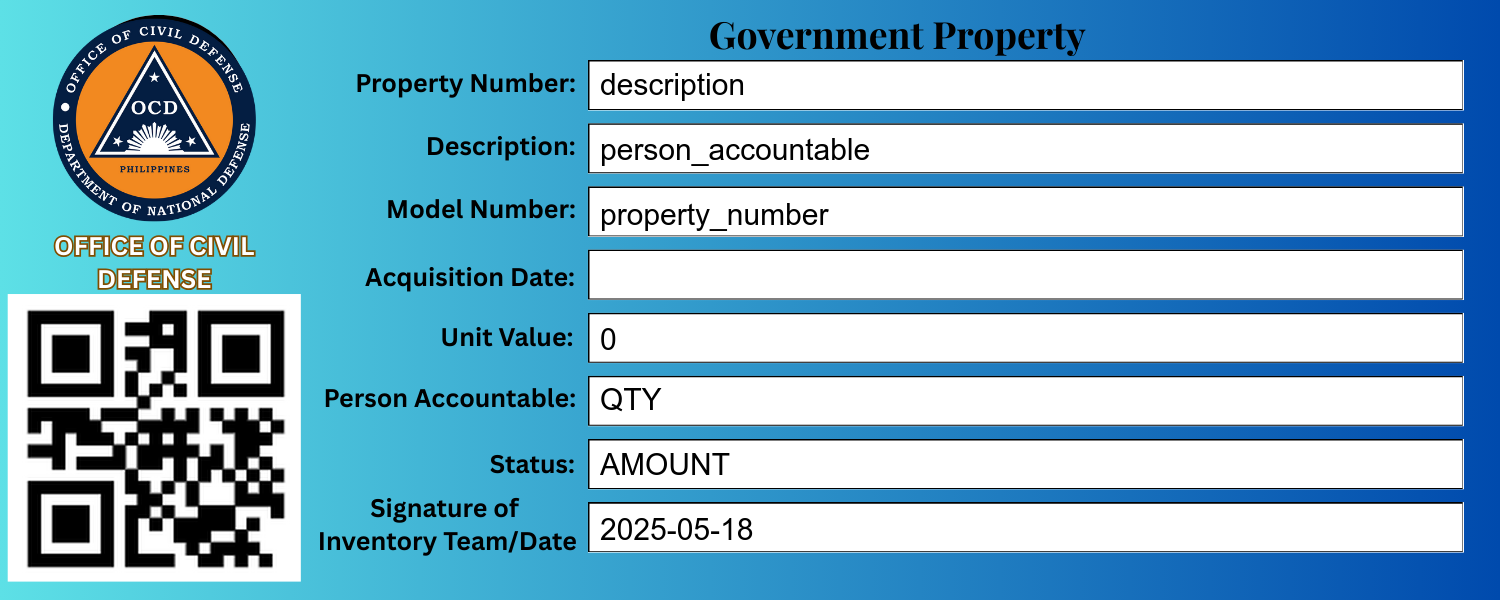 OFFICE OF CIVIL DEFENSE
OCD
PHILIPPINES
DEPARTMENT OF NATIONAL DEFENSE
OFFICE OF CIVIL
DEFENSE
Government Property
Property Number: description
Description: person_accountable
Model Number: property_number
Acquisition Date:
Unit Value: 0
Person Accountable: QTY
Status: AMOUNT
Signature of
Inventory Team/Date 2025-05-18